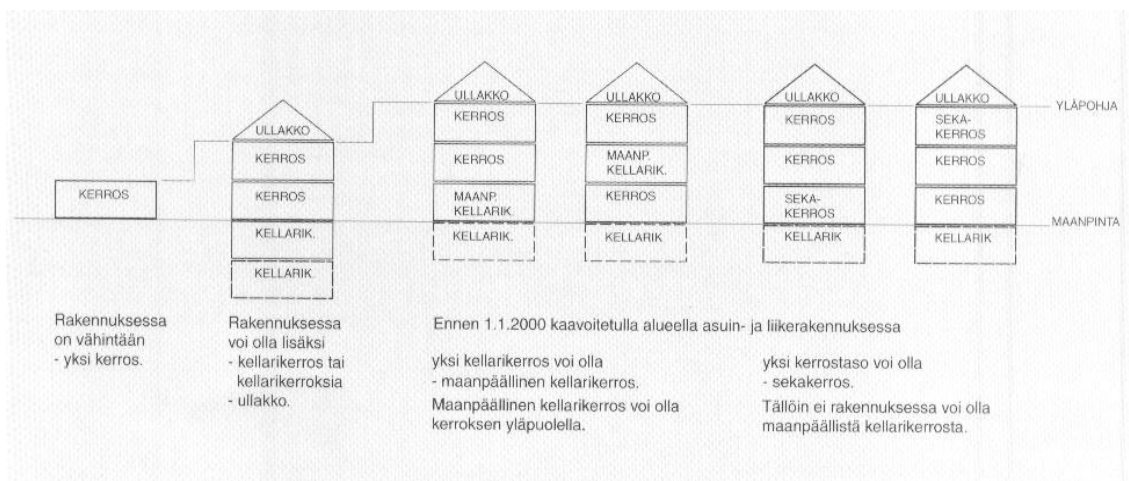 ULLAKKO
ULLAKKO
ULLAKKO
ULLAKKO
YLÄPOHJA
KERROS
KERROS
KERROS
SEKA-
KERROS
ULLAKKO
KERROS
KERROS
MAANP.
KELLARIK.
KERROS
KERROS
KERROS
KERROS
MAANP.
KELLARIK.
KERROS
SEKA-
KERROS
KERROS
MAANPINTA
KELLARIK.
KELLARIK.
KELLARIK
KELLARIK
KELLARIK
KELLARIK.
Rakennuksessa
on vähintään
- yksi kerros.
Rakennuksessa
voi olla lisäksi
- kellarikerros tai
kellarikerroksia
- ullakko.
Ennen 1.1.2000 kaavoitetulla alueella asuin- ja liikerakennuksessa
yksi kellarikerros voi olla
- maanpäällinen kellarikerros.
Maanpäällinen kellarikerros voi olla
kerroksen yläpuolella.
yksi kerrostaso voi olla
- sekakerros.
Tällöin ei rakennuksessa voi olla
maanpäällistä kellarikerrosta.